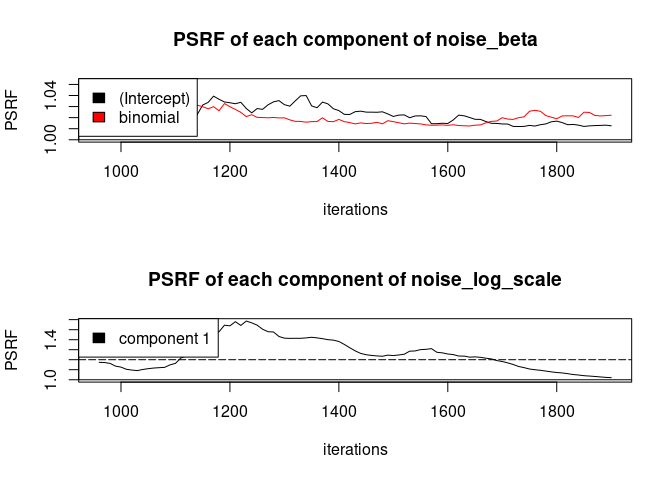 PSRF of each component of noise_beta
PSRF
1.04
1.00
(Intercept)
binomial
1000 1200 1400 1600 1800
iterations
PSRF of each component of noise_log_scale
PSRF
1.4
1.0
component 1
1000 1200 1400 1600 1800
iterations